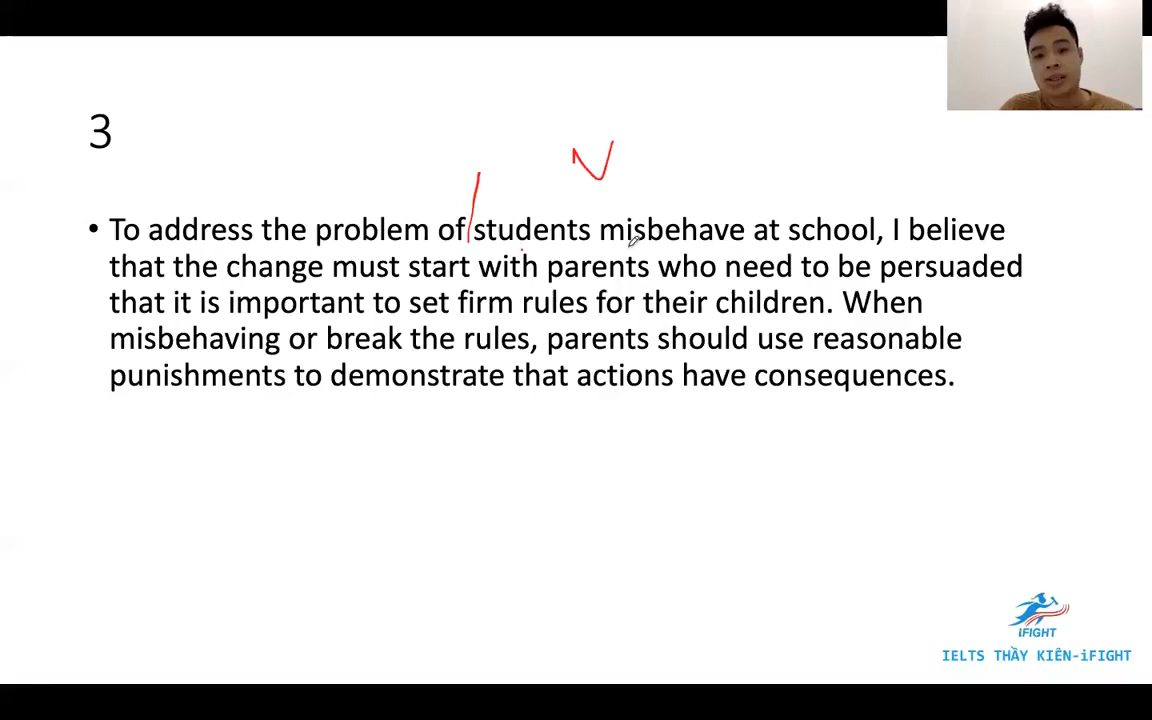 3
N
• To address the problem of students misbehave at school, I believe
that the change must start with parents who need to be persuaded
that it is important to set firm rules for their children. When
misbehaving or break the rules, parents should use reasonable
punishments to demonstrate that actions have consequences.
iFIGHT
IELTS THẦY KIÊN-iFIGHT